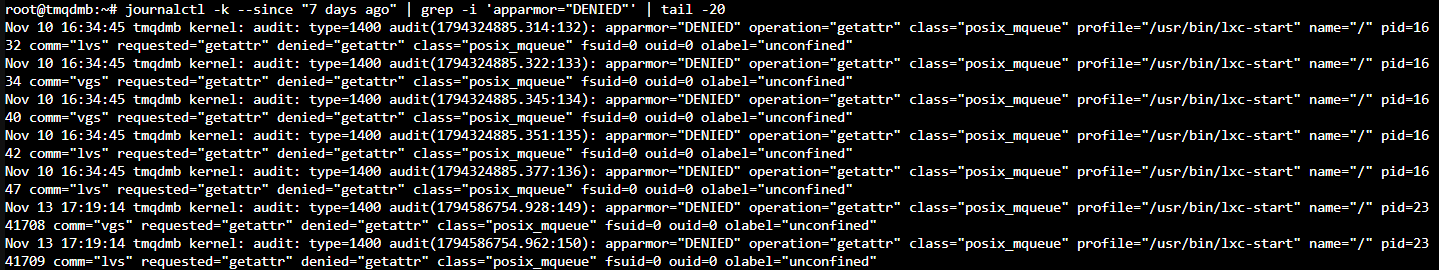 root@tmqdmb:~# journalctl -k --since "7 days ago" | grep -i 'apparmor="DENIED"' | tail -20
Nov 10 16:34:45 tmqdmb kernel: audit: type=1400 audit(1794324885.314:132): apparmor="DENIED" operation="getattr" class="posix_mqueue" profile="/usr/bin/lxc-start" name="/" pid=16
32 comm="lvs" requested="getattr" denied="getattr" class="posix_mqueue" fsuid=0 ouid=0 olabel="unconfined"
Nov 10 16:34:45 tmqdmb kernel: audit: type=1400 audit(1794324885.322:133): apparmor="DENIED" operation="getattr" class="posix_mqueue" profile="/usr/bin/lxc-start" name="/" pid=16
34 comm="vgs" requested="getattr" denied="getattr" class="posix_mqueue" fsuid=0 ouid=0 olabel="unconfined"
Nov 10 16:34:45 tmqdmb kernel: audit: type=1400 audit(1794324885.345:134): apparmor="DENIED" operation="getattr" class="posix_mqueue" profile="/usr/bin/lxc-start" name="/" pid=16
40 comm="vgs" requested="getattr" denied="getattr" class="posix_mqueue" fsuid=0 ouid=0 olabel="unconfined"
Nov 10 16:34:45 tmqdmb kernel: audit: type=1400 audit(1794324885.351:135): apparmor="DENIED" operation="getattr" class="posix_mqueue" profile="/usr/bin/lxc-start" name="/" pid=16
42 comm="lvs" requested="getattr" denied="getattr" class="posix_mqueue" fsuid=0 ouid=0 olabel="unconfined"
Nov 10 16:34:45 tmqdmb kernel: audit: type=1400 audit(1794324885.377:136): apparmor="DENIED" operation="getattr" class="posix_mqueue" profile="/usr/bin/lxc-start" name="/" pid=16
47 comm="lvs" requested="getattr" denied="getattr" class="posix_mqueue" fsuid=0 ouid=0 olabel="unconfined"
Nov 13 17:19:14 tmqdmb kernel: audit: type=1400 audit(1794586754.928:149): apparmor="DENIED" operation="getattr" class="posix_mqueue" profile="/usr/bin/lxc-start" name="/" pid=23
41708 comm="vgs" requested="getattr" denied="getattr" class="posix_mqueue" fsuid=0 ouid=0 olabel="unconfined"
Nov 13 17:19:14 tmqdmb kernel: audit: type=1400 audit(1794586754.962:150): apparmor="DENIED" operation="getattr" class="posix_mqueue" profile="/usr/bin/lxc-start" name="/" pid=23
41709 comm="lvs" requested="getattr" denied="getattr" class="posix_mqueue" fsuid=0 ouid=0 olabel="unconfined"